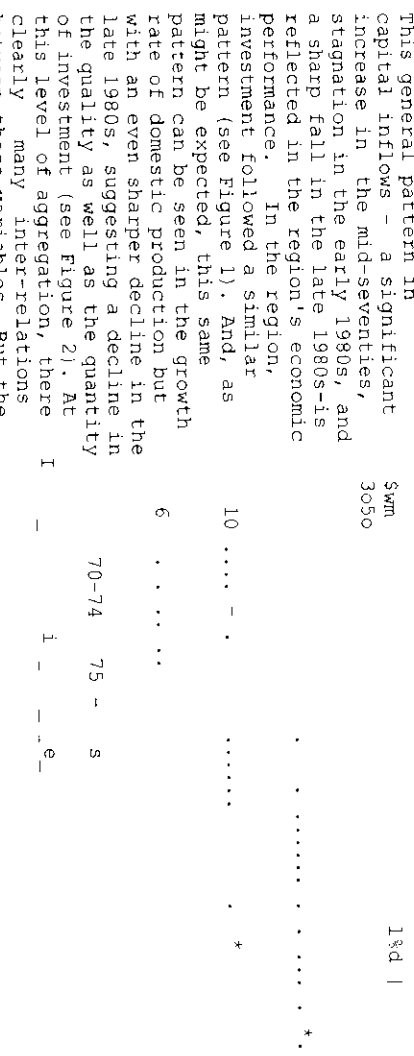 This general pattern in
capital inflows - a significant
increase in the mid-seventies,
stagnation in the early 1980s, and
a sharp fall in the late 1980s-is
reflected in the region's economic
performance. In the region,
investment followed a similar
pattern (see Figure 1). And, as
might be expected, this same
pattern can be seen in the growth
rate of domestic production but
with an even sharper decline in the
late 1980s, suggesting a decline in
the quality as well as the quantity
of investment (see Figure 2). At
this level of aggregation, there
clearly many inter-relations
$wm
3o5o
l%d |
10 .... - . ....... . *
6 . . . . ..
70-74 75 - s
I _ i - _ . e _